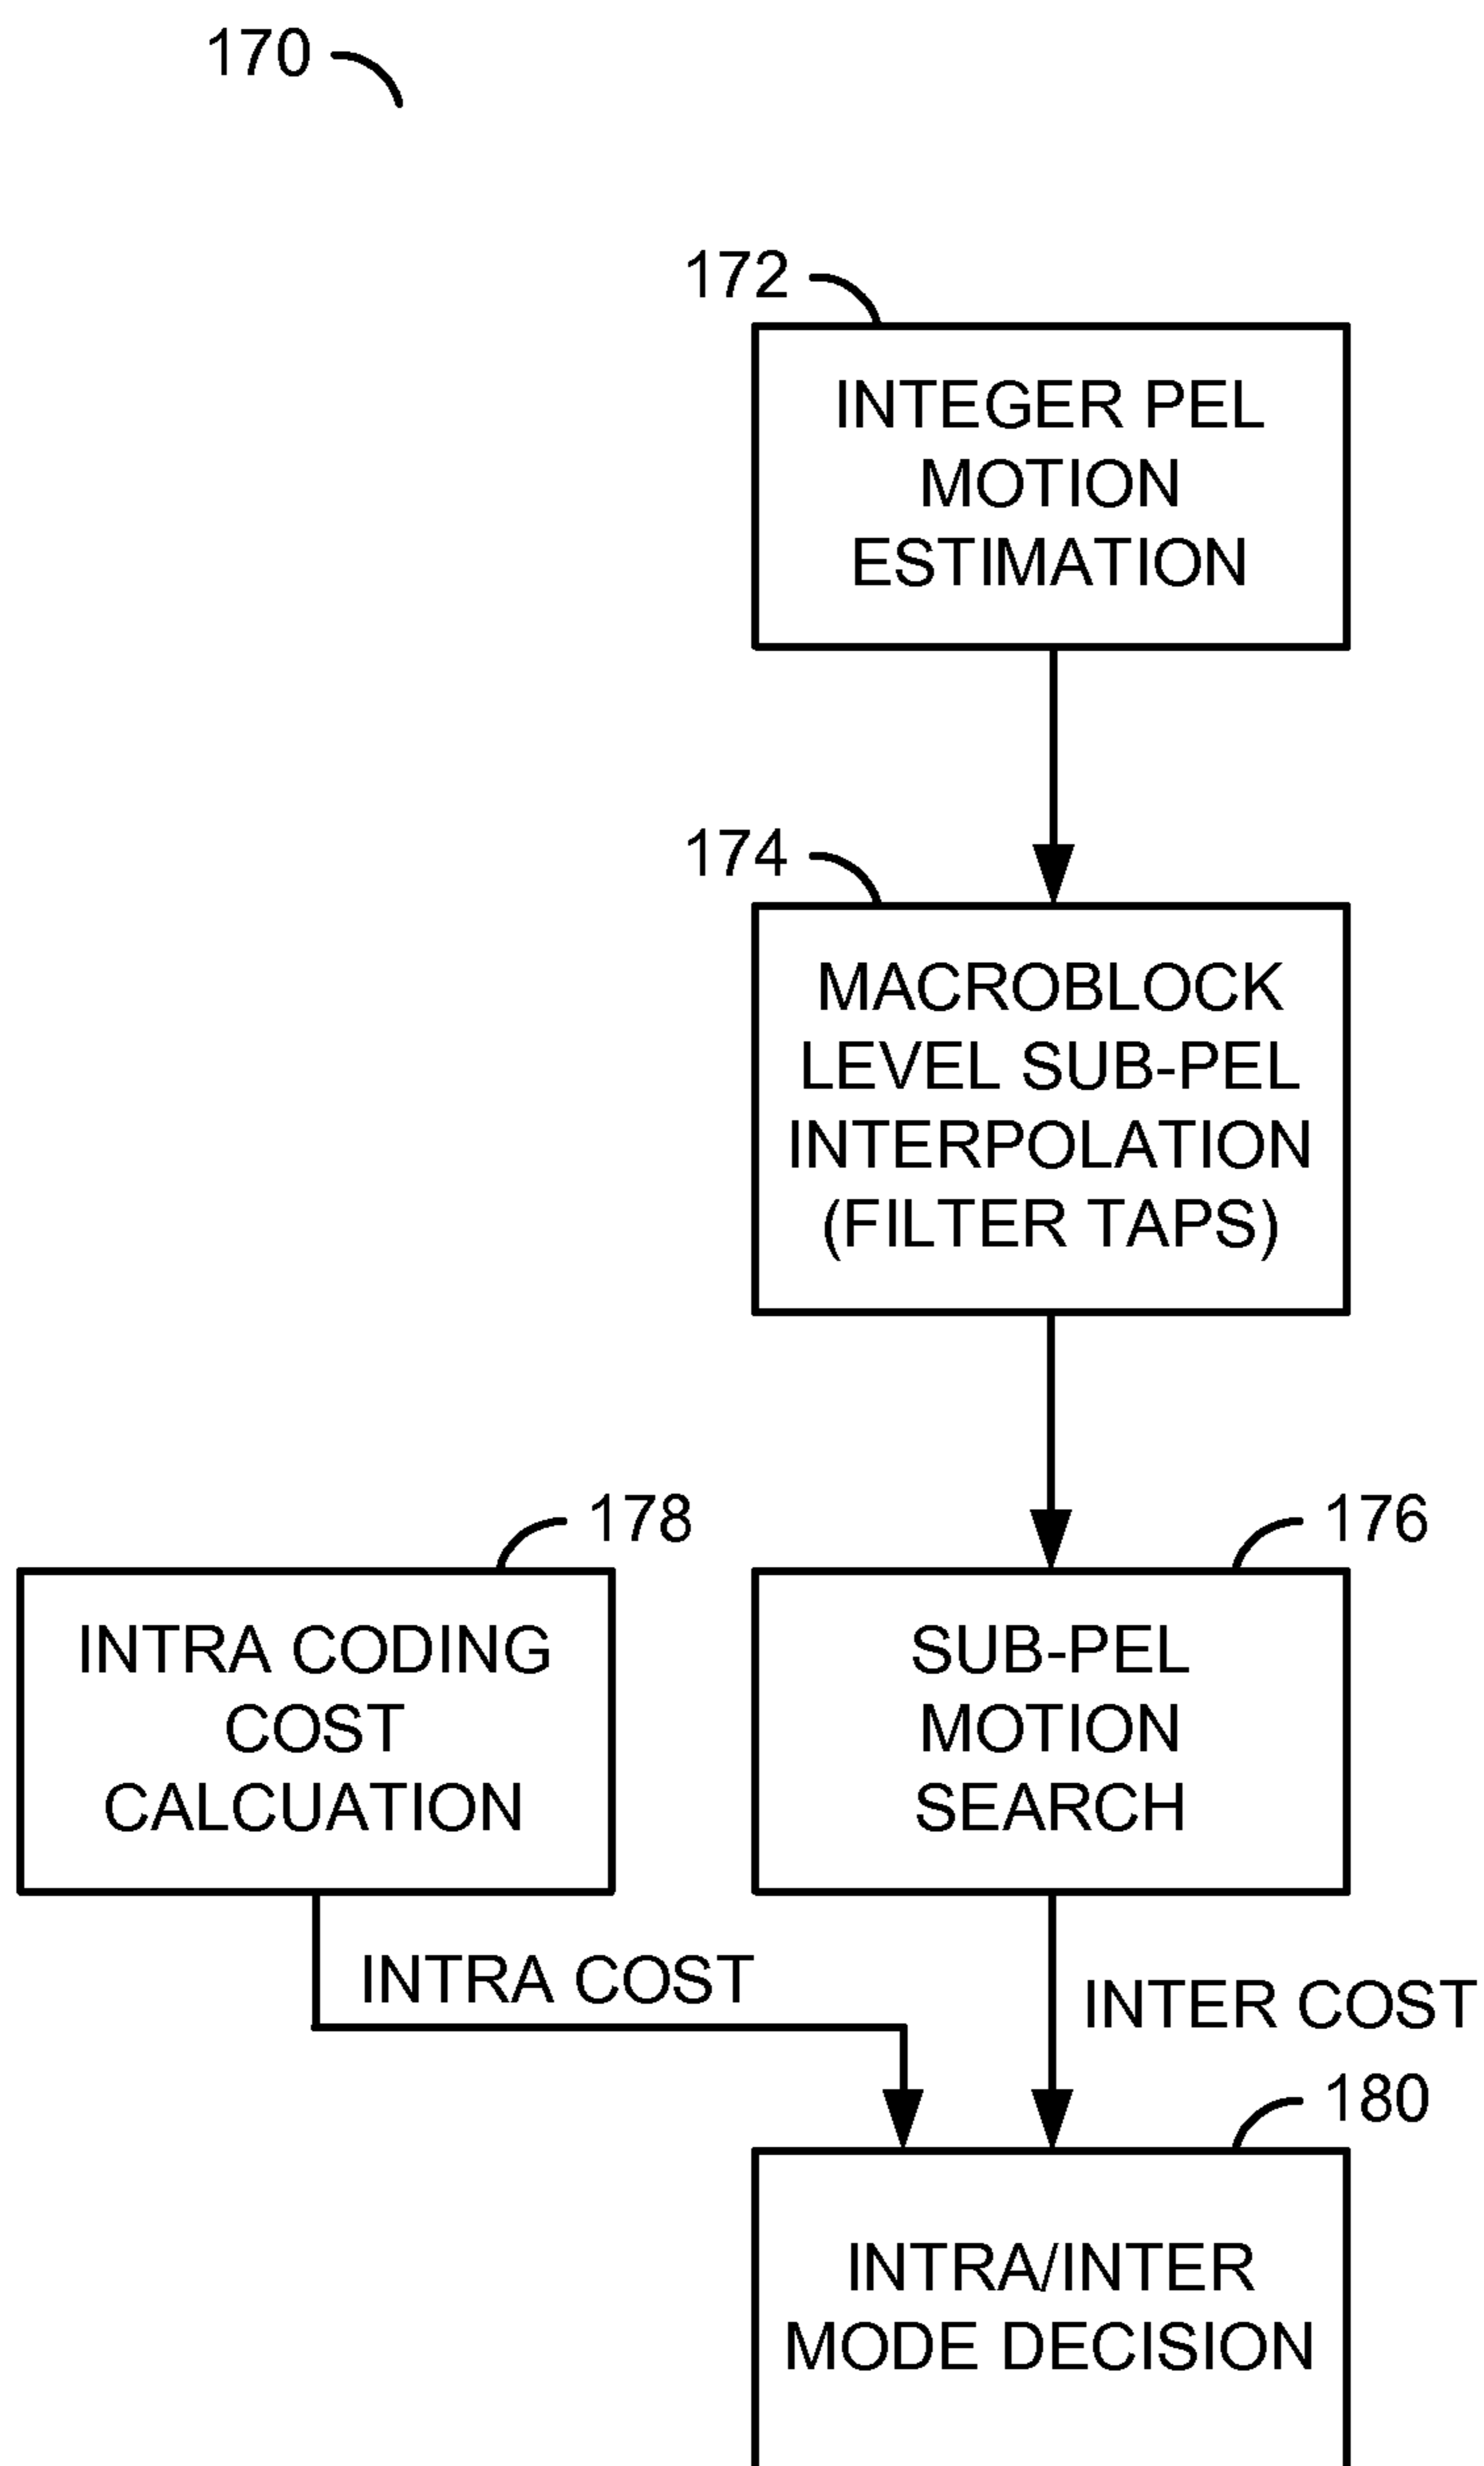 170
172
INTEGER PEL
MOTION
ESTIMATION
174
MACROBLOCK
LEVEL SUB-PEL
INTERPOLATION
(FILTER TAPS)
178
INTRA CODING
COST
CALCUATION
176
SUB-PEL
MOTION
SEARCH
INTRA COST
INTER COST
180
INTRA/INTER
MODE DECISION